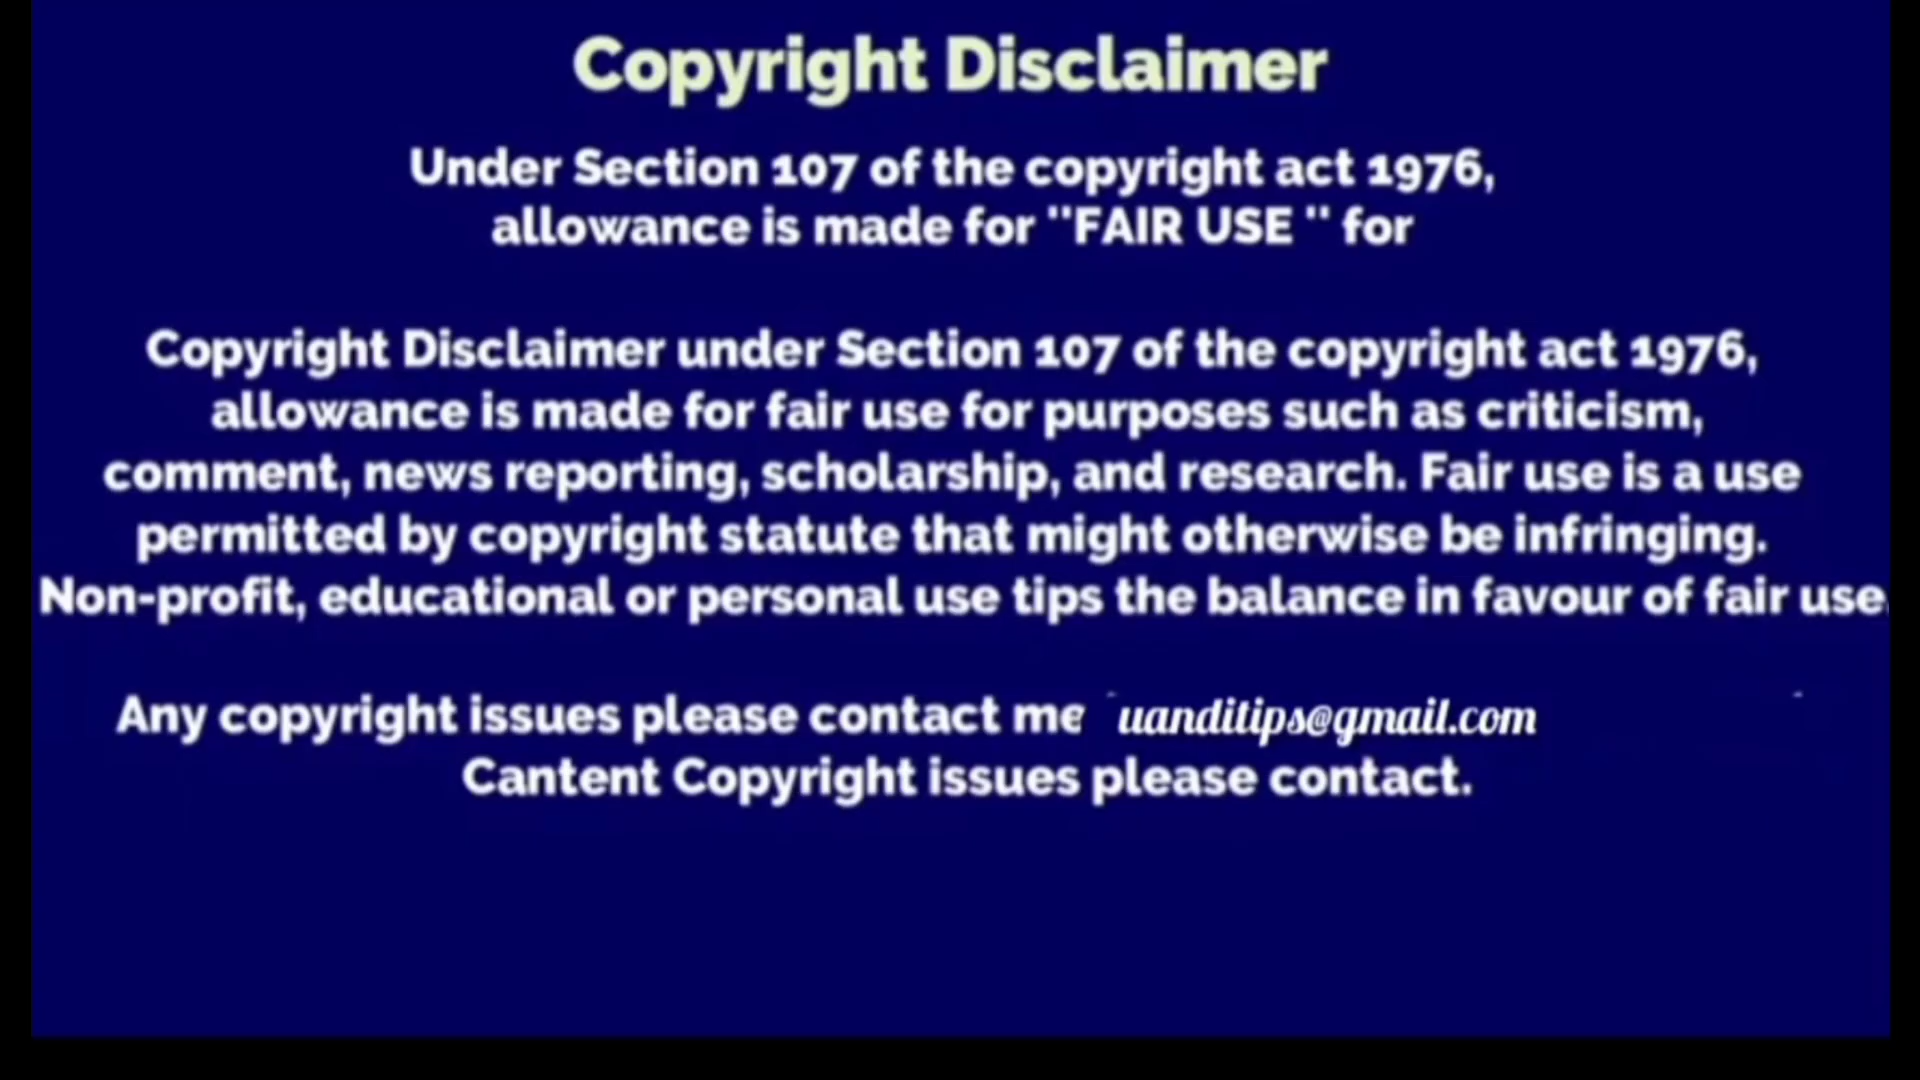 Copyright Disclaimer
Under Section 107 of the copyright act 1976,
allowance is made for "FAIR USE " for
Copyright Disclaimer under Section 107 of the copyright act 1976,
allowance is made for fair use for purposes such as criticism,
comment, news reporting, scholarship, and research. Fair use is a use
permitted by copyright statute that might otherwise be infringing.
Non-profit, educational or personal use tips the balance in favour of fair use.
Any copyright issues please contact me uanditips@gmail.com
Cantent Copyright issues please contact.